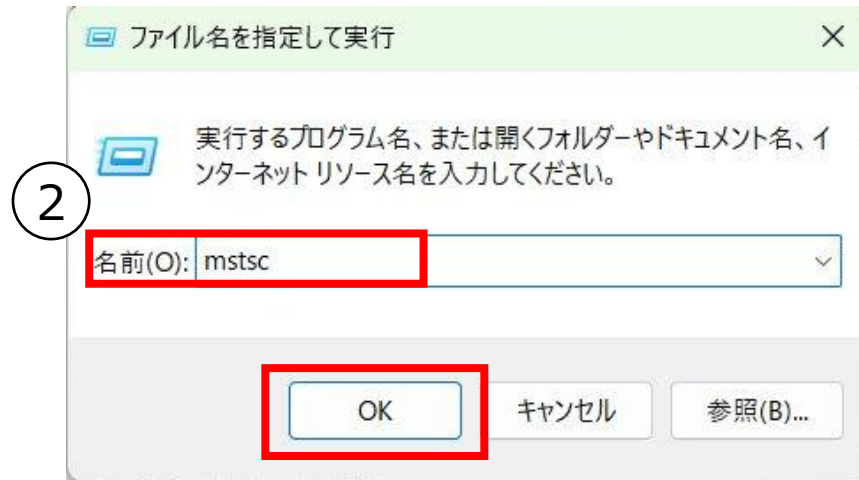 ファイル名を指定して実行
実行するプログラム名、または開くフォルダーやドキュメント名、イ
ンターネット リソース名を入力してください。
②
名前(O): mstsc
OK キャンセル 参照(B)...